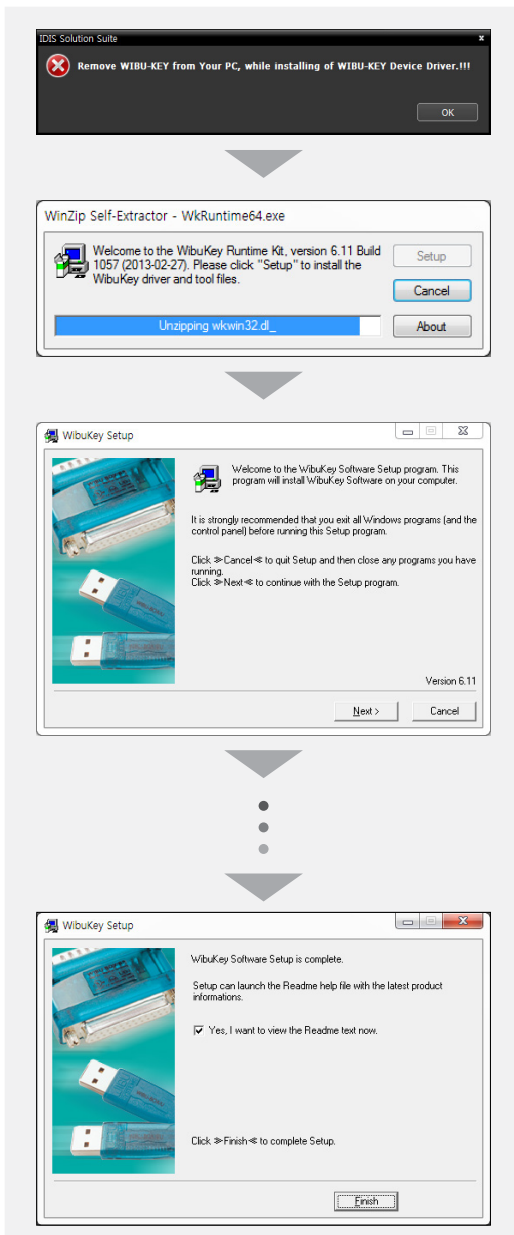 IDIS Solution Suite
x
Remove WIBU-KEY from Your PC, while installing of WIBU-KEY Device Driver.!!!
OK
WinZip Self-Extractor - WkRuntime64.exe
Welcome to the WibuKey Runtime Kit, version 6.11 Build
1057 (2013-02-27). Please click "Setup" to install the
WibuKey driver and tool files.
Setup
Cancel
Unzipping wkwin32.dl_
About
WibuKey Setup
Welcome to the WibuKey Software Setup program. This
program will install WibuKey Software on your computer.
It is strongly recommended that you exit all Windows programs (and the
control panel) before running this Setup program.
Click ≫Cancel≪ to quit Setup and then close any programs you have
running.
Click ≫Next≪ to continue with the Setup program.
Version 6.11
Next >
Cancel
WibuKey Setup
WibuKey Software Setup is complete.
Setup can launch the Readme help file with the latest product
informations.
Yes, I want to view the Readme text now.
Click ≫Finish≪ to complete Setup.
Finish